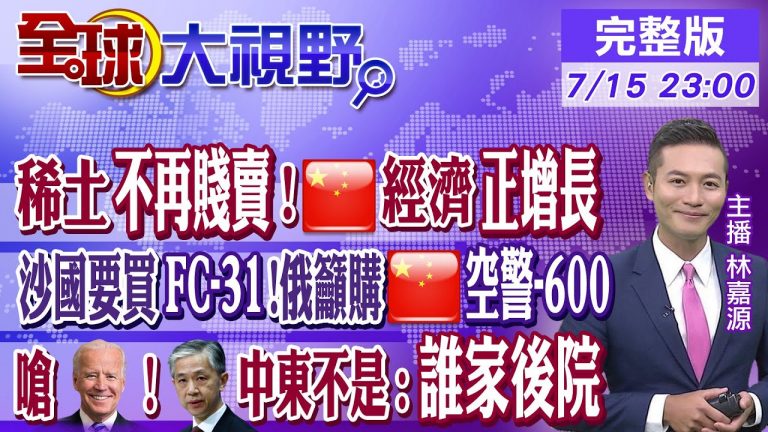 全球大視野
完整版
7/15 23:00
稀土 不再賤賣！ 經濟 正增長
沙國要買 FC-31！俄籲購 空警-600
嗆 ！ 中東不是：誰家後院
主播 林嘉源